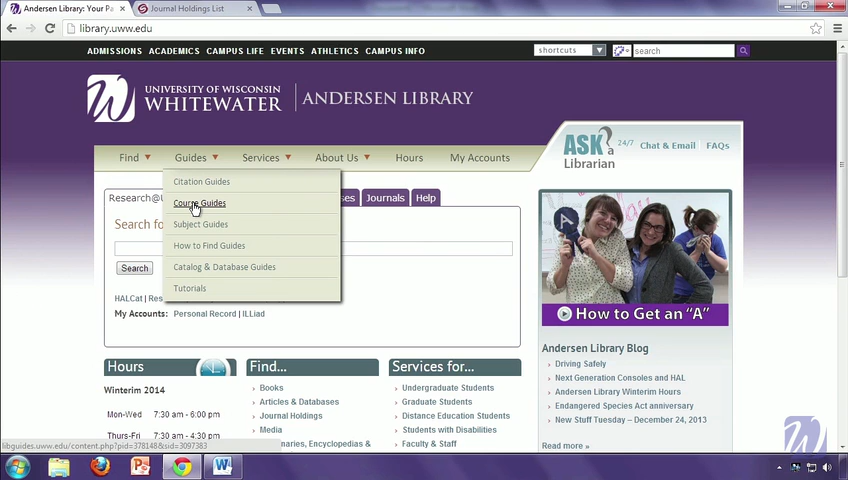 Andersen Library: Your Pa
Journal Holdings List
library.uww.edu
ADMISSIONS ACADEMICS CAMPUS LIFE EVENTS ATHLETICS CAMPUS INFO
shortcuts
search
UNIVERSITY OF WISCONSIN
WHITEWATER
ANDERSEN LIBRARY
ASK a Librarian
24/7 Chat & Email FAQs
Find Guides Services About Us Hours My Accounts
Citation Guides
Course Guides
Subject Guides
How to Find Guides
Catalog & Database Guides
Tutorials
Journals Help
Search
My Accounts: Personal Record | ILLiad
How to Get an "A"
Hours
Winterim 2014
Mon-Wed 7:30 am - 6:00 pm
Thurs-Fri 7:30 am - 4:30 pm
Find...
Books
Articles & Databases
Journal Holdings
Media
Services for...
Undergraduate Students
Graduate Students
Distance Education Students
Students with Disabilities
Faculty & Staff
Andersen Library Blog
Driving Safely
Next Generation Consoles and HAL
Andersen Library Winterim Hours
Endangered Species Act anniversary
New Stuff Tuesday – December 24, 2013
Read more »
libguides.uww.edu/content.php?pid=378148&sid=3097383